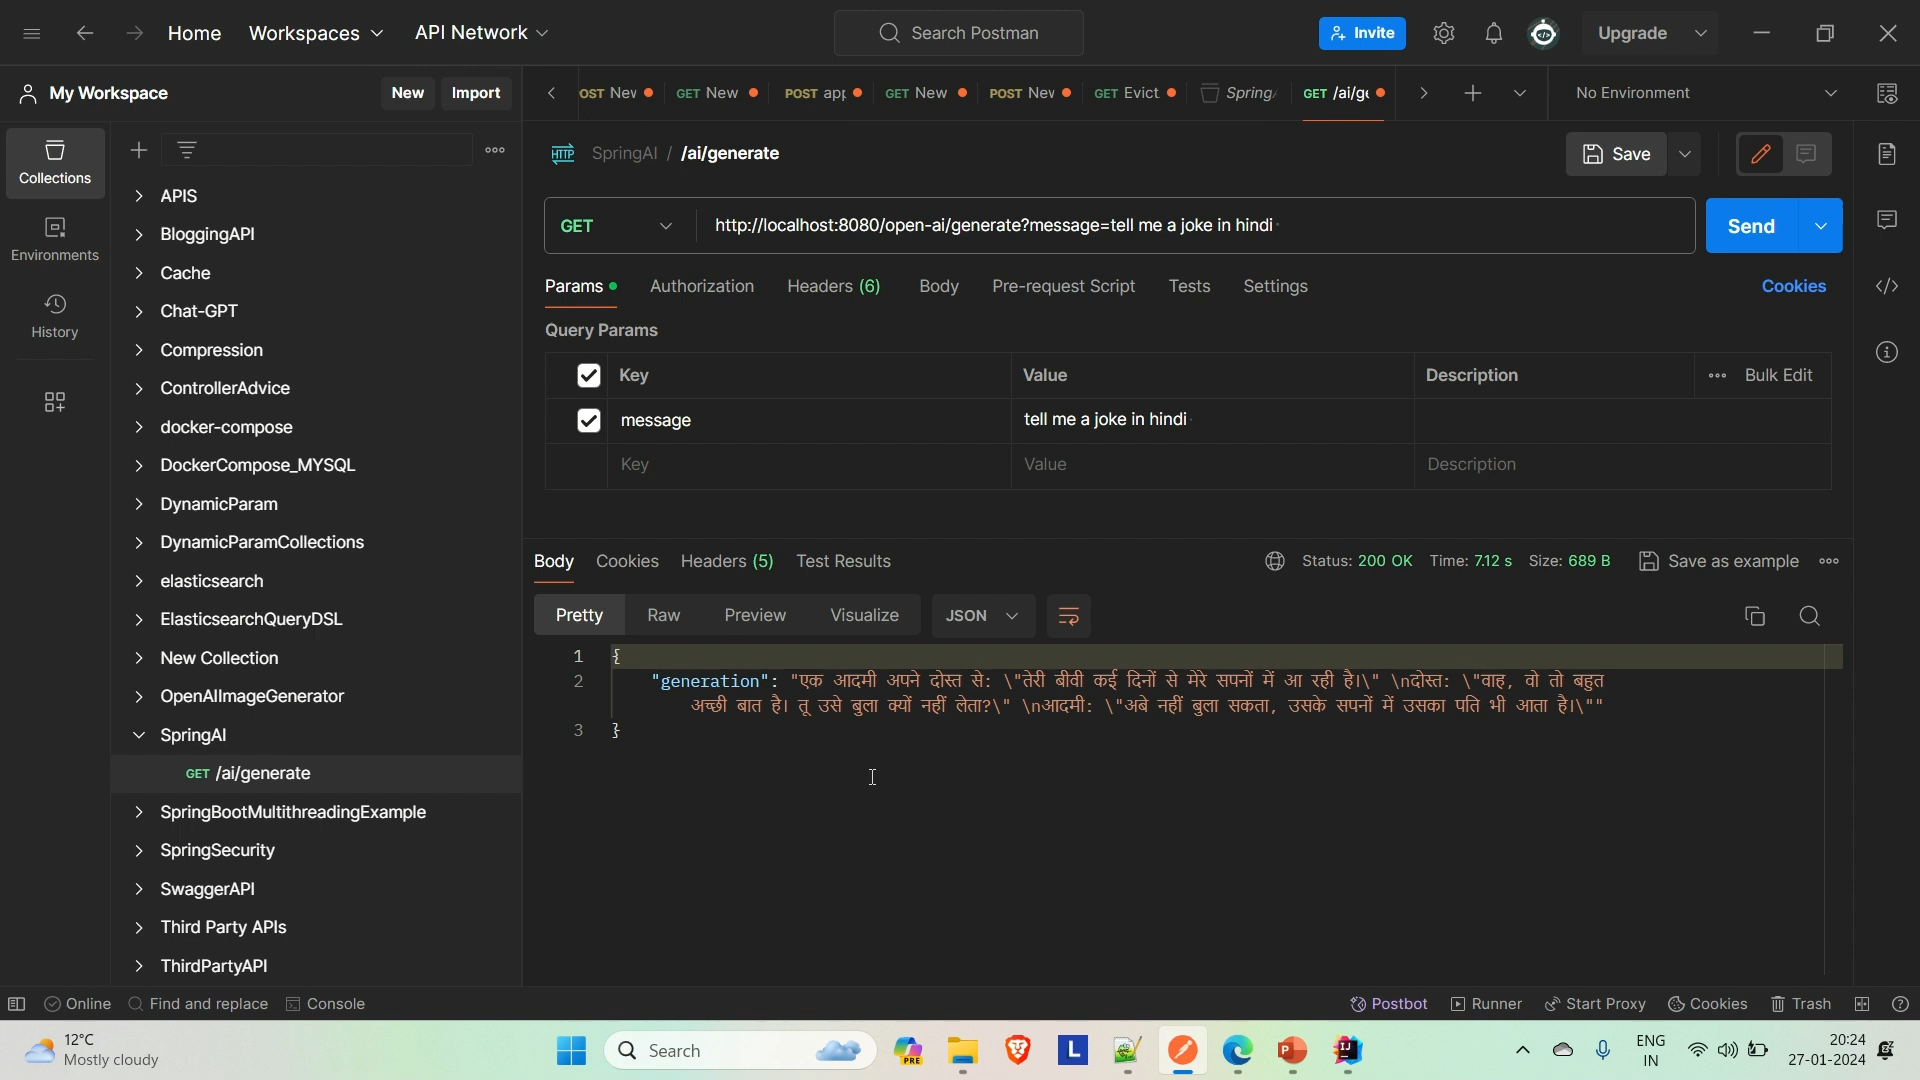 Home Workspaces API Network Search Postman Invite Upgrade
My Workspace New Import
OST Nev GET New POST app GET New POST Nev GET Evict Spring GET /ai/ge No Environment
Collections
Environments
History
APIS
BloggingAPI
Cache
Chat-GPT
Compression
ControllerAdvice
docker-compose
DockerCompose_MYSQL
DynamicParam
DynamicParamCollections
elasticsearch
ElasticsearchQueryDSL
New Collection
OpenAIImageGenerator
SpringAI
GET /ai/generate
SpringBootMultithreadingExample
SpringSecurity
SwaggerAPI
Third Party APIs
ThirdPartyAPI
HTTP SpringAI / /ai/generate Save
GET http://localhost:8080/open-ai/generate?message=tell me a joke in hindi Send
Params Authorization Headers (6) Body Pre-request Script Tests Settings Cookies
Query Params
Key Value Description Bulk Edit
message tell me a joke in hindi
Key Value Description
Body Cookies Headers (5) Test Results Status: 200 OK Time: 7.12 s Size: 689 B Save as example
Pretty Raw Preview Visualize JSON
1 {
2 "generation": "एक आदमी अपने दोस्त से: \"तेरी बीवी कई दिनों से मेरे सपनों में आ रही है।\" \nदोस्त: \"वाह, वो तो बहुत
अच्छी बात है। तू उसे बुला क्यों नहीं लेता?\" \nआदमी: \"अबे नहीं बुला सकता, उसके सपनों में उसका पति भी आता है।\""
3 }
Online Find and replace Console Postbot Runner Start Proxy Cookies Trash
12°C
Mostly cloudy
Search
PRE
L
P
IJ
ENG
IN
20:24
27-01-2024